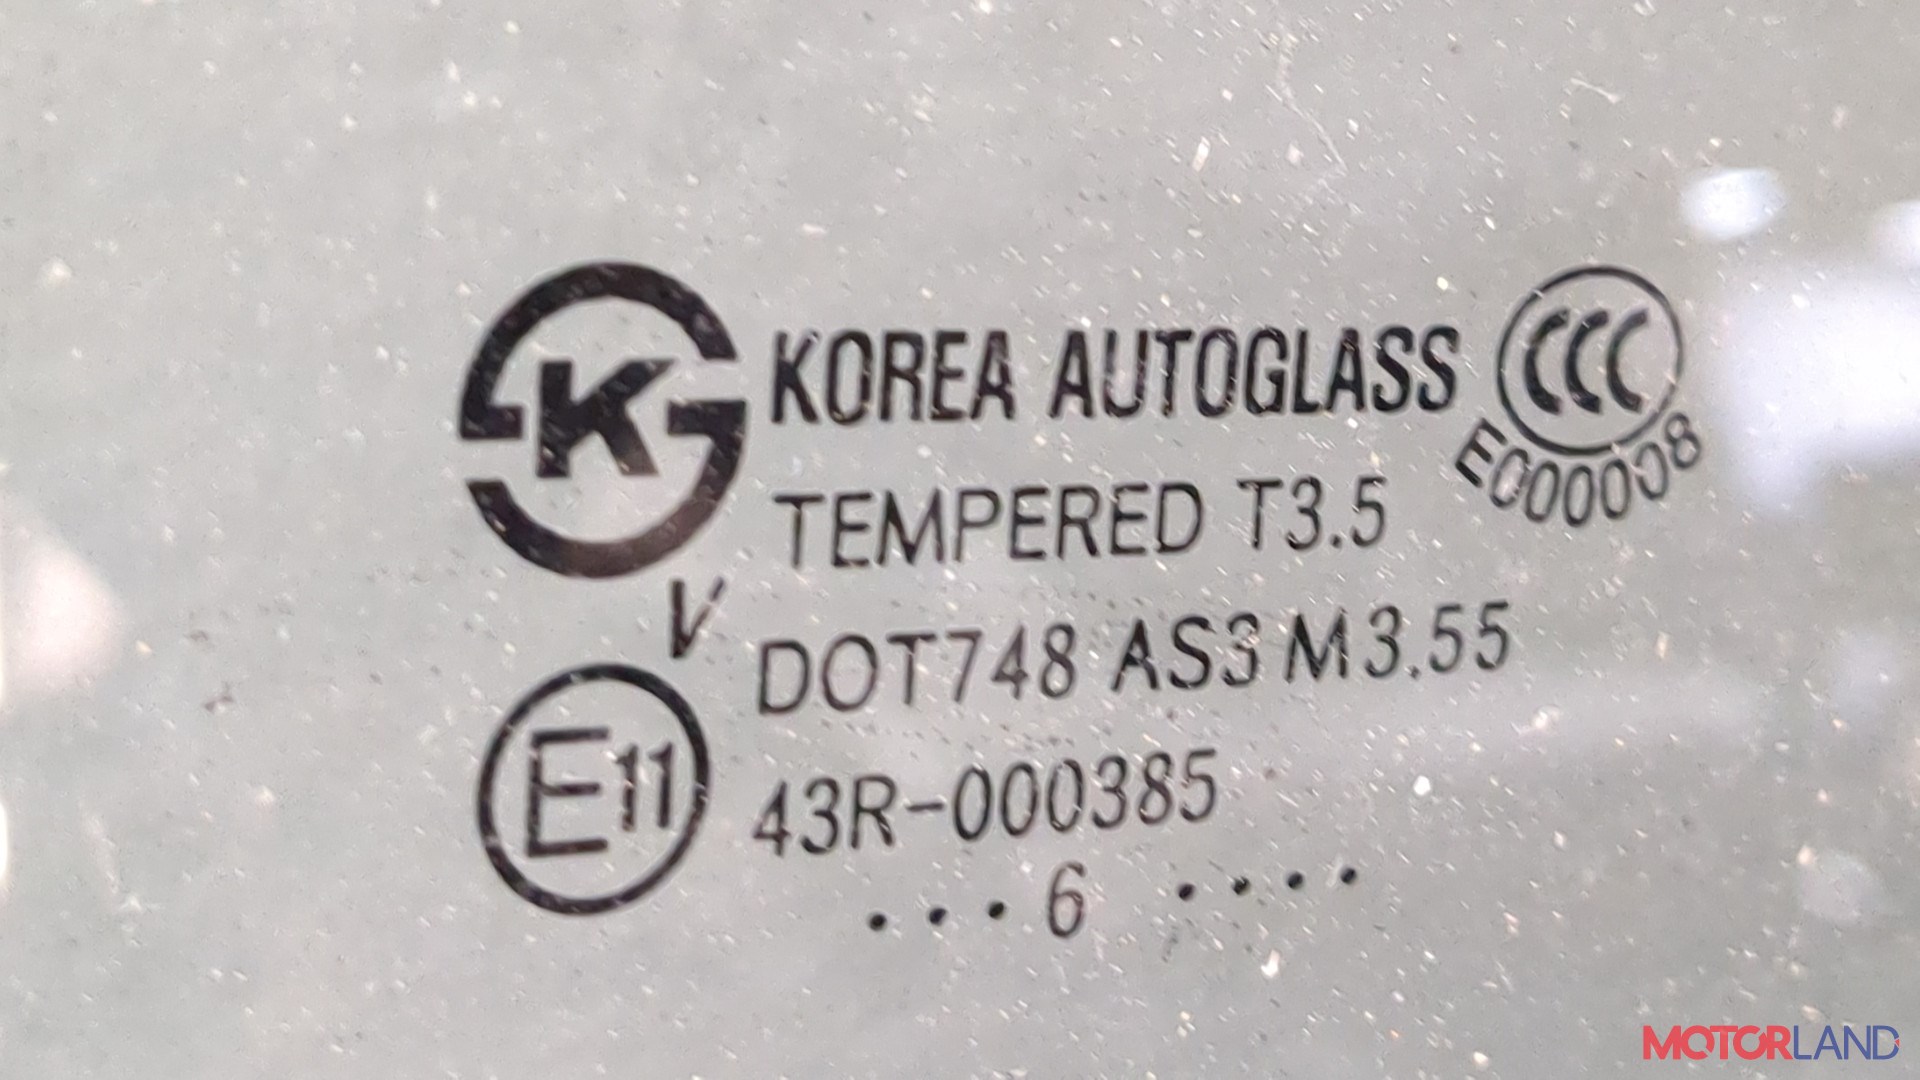 K
KOREA AUTOGLASS
CCC
E000008
TEMPERED T3.5
V
DOT748 AS3 M3.55
E11
43R-000385
...6 ....
MOTORLAND